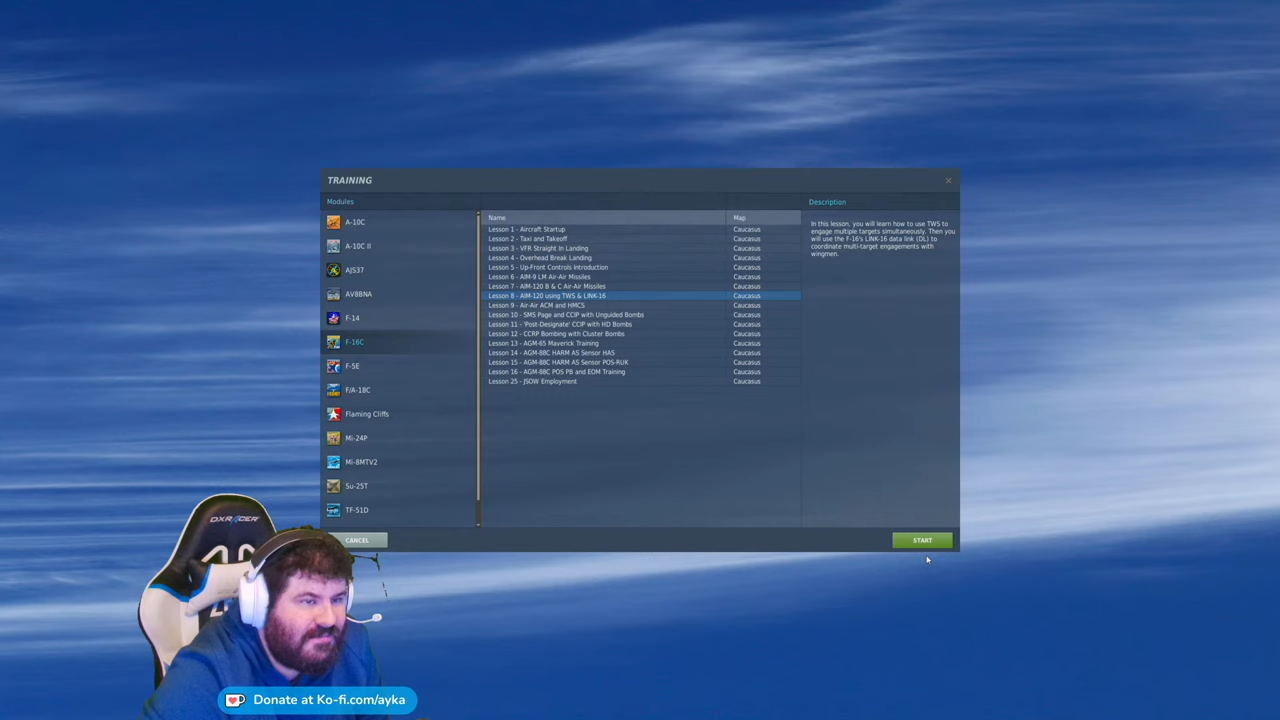 TRAINING
Modules
A-10C
A-10C II
AJS37
AV8BNA
F-14
F-16C
F-5E
F/A-18C
Flaming Cliffs
Mi-24P
Mi-8MTV2
Su-25T
TF-51D
Name Map
Lesson 1 - Aircraft Startup Caucasus
Lesson 2 - Taxi and Takeoff Caucasus
Lesson 3 - VFR Straight In Landing Caucasus
Lesson 4 - Overhead Break Landing Caucasus
Lesson 5 - Up-Front Controls Introduction Caucasus
Lesson 6 - AIM-9 LM Air-Air Missiles Caucasus
Lesson 7 - AIM-120 B & C Air-Air Missiles Caucasus
Lesson 8 - AIM-120 using TWS & LINK-16 Caucasus
Lesson 9 - Air-Air ACM and HMCS Caucasus
Lesson 10 - SMS Page and CCIP with Unguided Bombs Caucasus
Lesson 11 - 'Post-Designate' CCIP with HD Bombs Caucasus
Lesson 12 - CCRP Bombing with Cluster Bombs Caucasus
Lesson 13 - AGM-65 Maverick Training Caucasus
Lesson 14 - AGM-88C HARM AS Sensor HAS Caucasus
Lesson 15 - AGM-88C HARM AS Sensor POS-RUK Caucasus
Lesson 16 - AGM-88C POS PB and EOM Training Caucasus
Lesson 25 - JSOW Employment Caucasus
Description
In this lesson, you will learn how to use TWS to
engage multiple targets simultaneously. Then you
will use the F-16's LINK-16 data link (DL) to
coordinate multi-target engagements with
wingmen.
CANCEL
START
DXRACER
Donate at Ko-fi.com/ayka